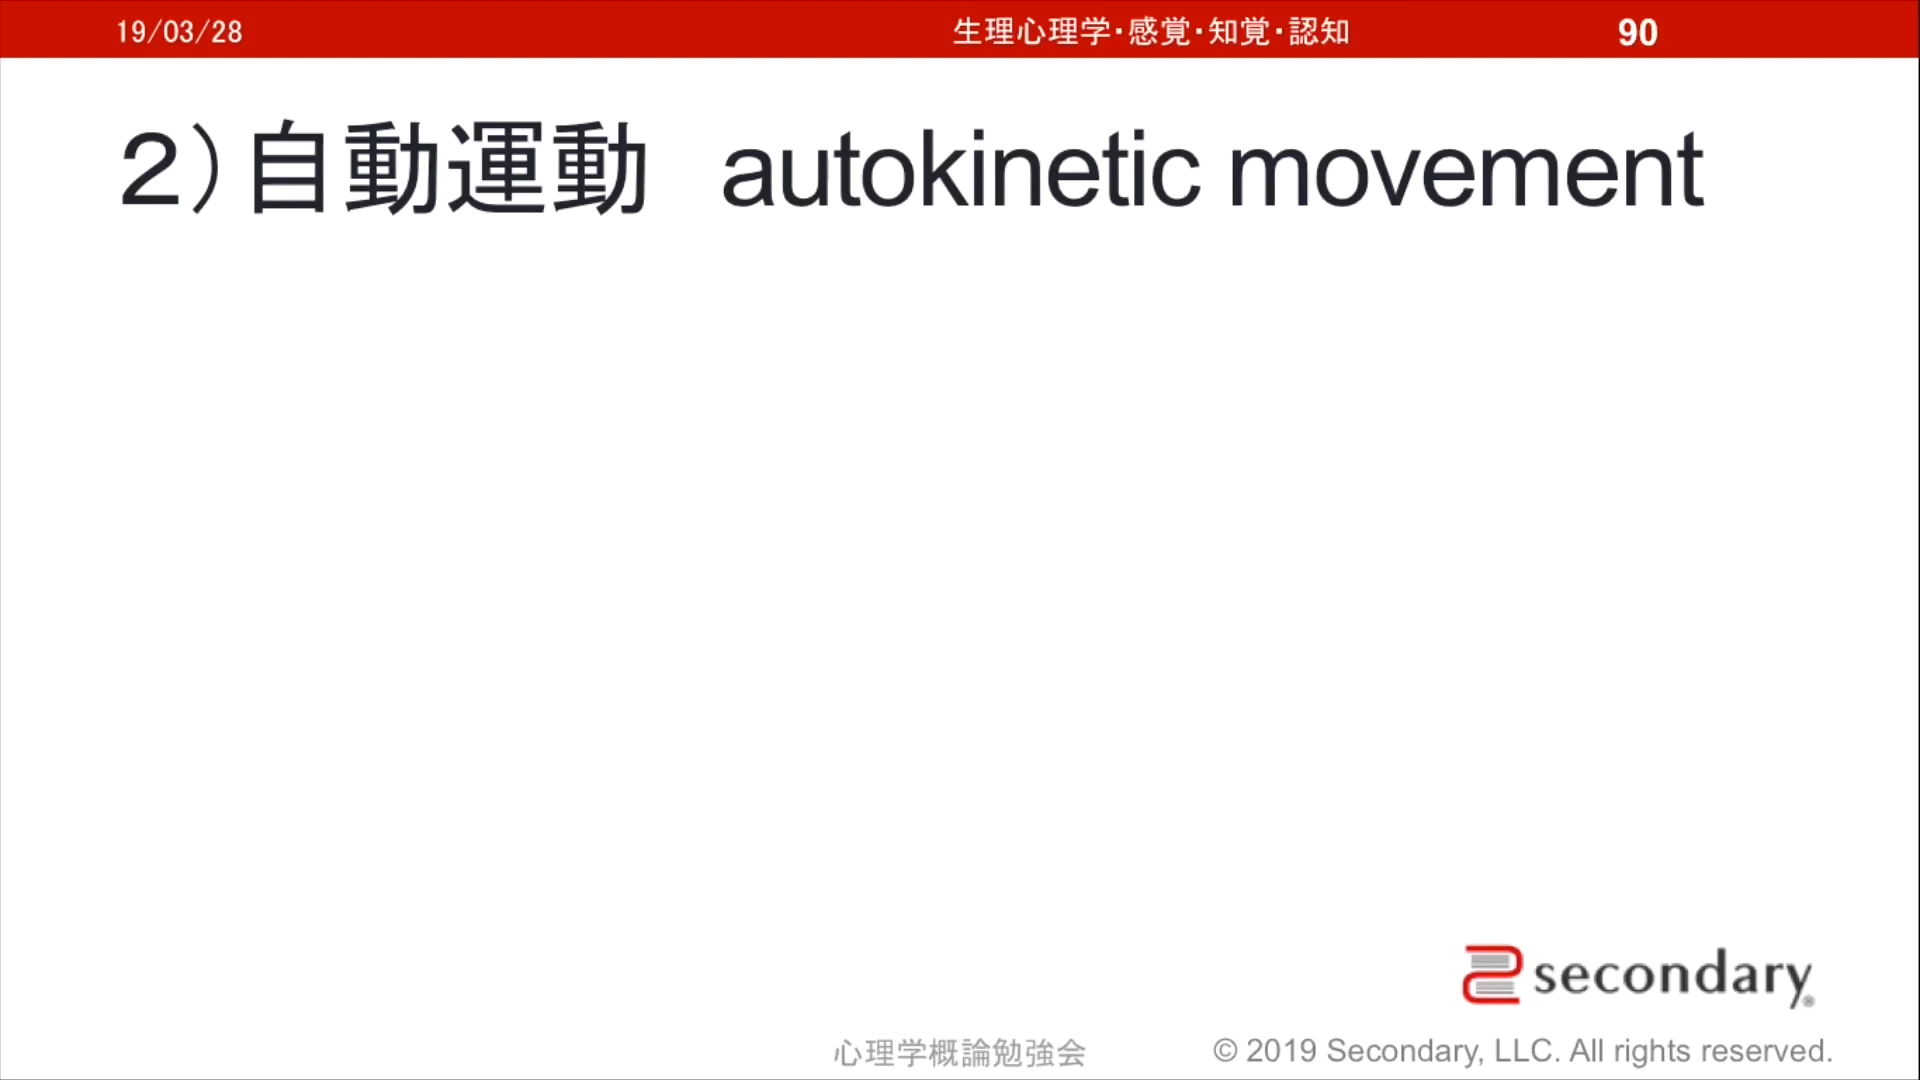 19/03/28 生理心理学・感覚・知覚・認知 90
２）自動運動　autokinetic movement
secondary®
心理学概論勉強会 © 2019 Secondary, LLC. All rights reserved.